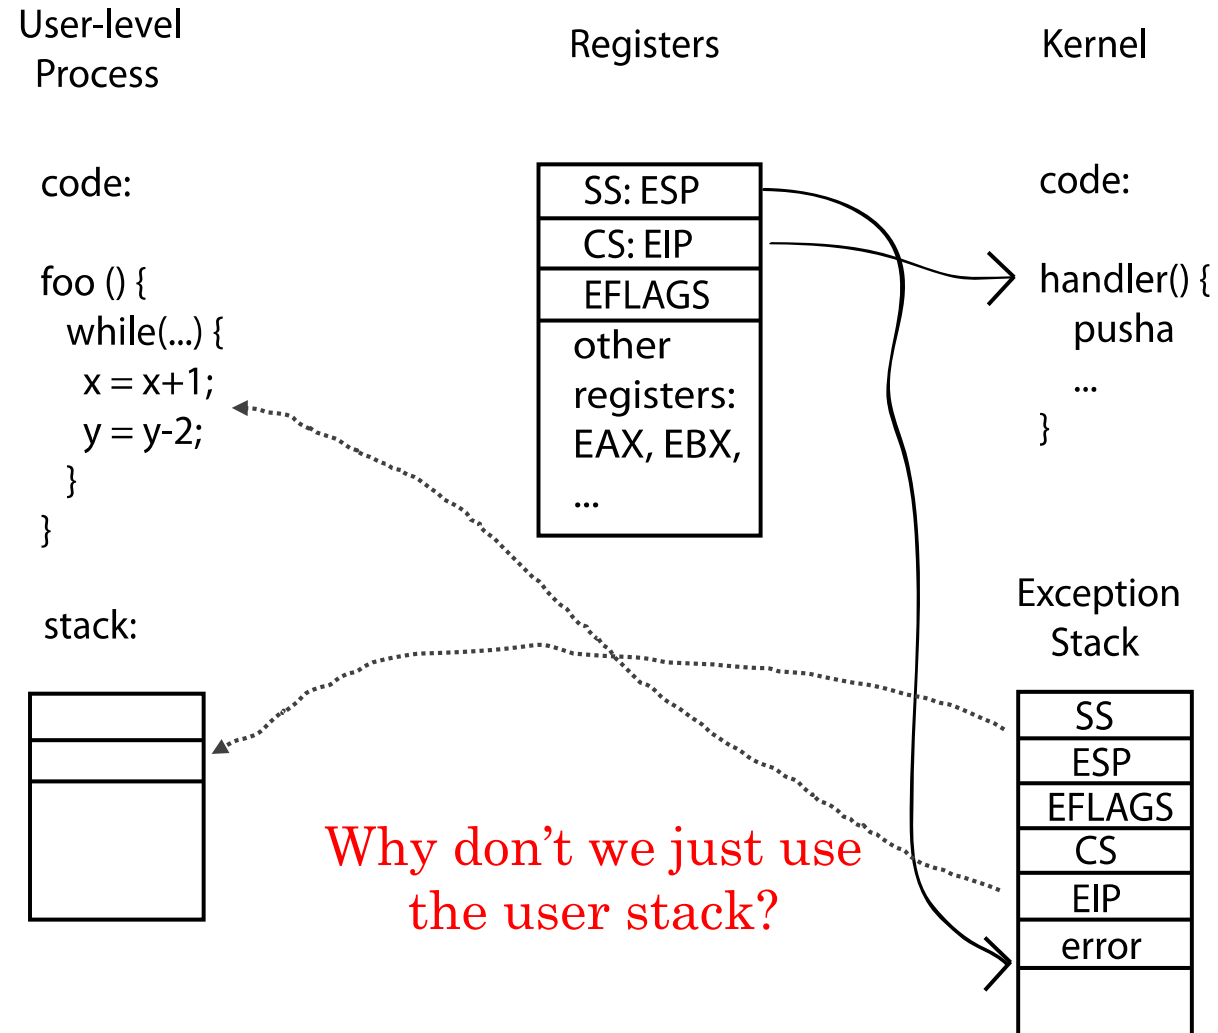 User-level
Process
Registers
Kernel
code:
foo () {
while(...) {
x = x+1;
y = y-2;
}
}
stack:
SS: ESP
CS: EIP
EFLAGS
other
registers:
EAX, EBX,
...
code:
handler() {
pusha
...
}
Exception
Stack
SS
ESP
EFLAGS
CS
EIP
error
Why don't we just use
the user stack?